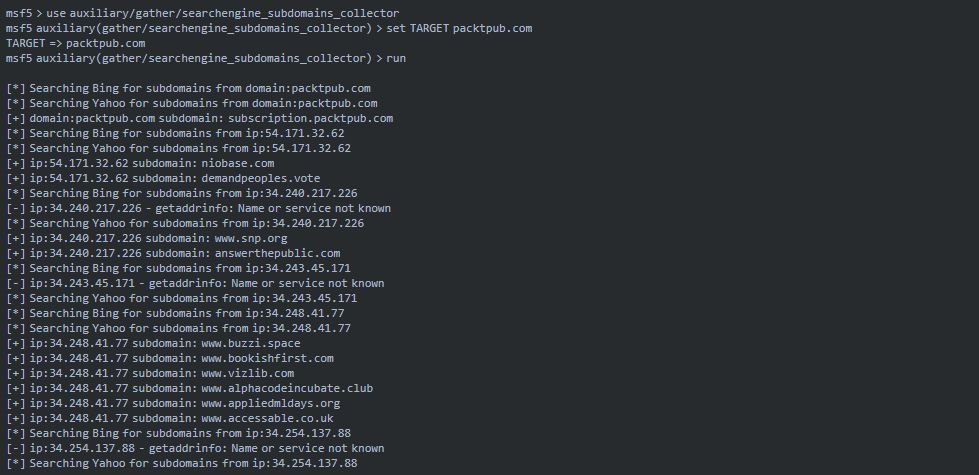 msf5 > use auxiliary/gather/searchengine_subdomains_collector
msf5 auxiliary(gather/searchengine_subdomains_collector) > set TARGET packtpub.com
TARGET => packtpub.com
msf5 auxiliary(gather/searchengine_subdomains_collector) > run
[*] Searching Bing for subdomains from domain:packtpub.com
[*] Searching Yahoo for subdomains from domain:packtpub.com
[+] domain:packtpub.com subdomain: subscription.packtpub.com
[*] Searching Bing for subdomains from ip:54.171.32.62
[*] Searching Yahoo for subdomains from ip:54.171.32.62
[+] ip:54.171.32.62 subdomain: niobase.com
[+] ip:54.171.32.62 subdomain: demandpeoples.vote
[*] Searching Bing for subdomains from ip:34.240.217.226
[-] ip:34.240.217.226 - getaddrinfo: Name or service not known
[*] Searching Yahoo for subdomains from ip:34.240.217.226
[+] ip:34.240.217.226 subdomain: www.snp.org
[+] ip:34.240.217.226 subdomain: answerthepublic.com
[*] Searching Bing for subdomains from ip:34.243.45.171
[-] ip:34.243.45.171 - getaddrinfo: Name or service not known
[*] Searching Yahoo for subdomains from ip:34.243.45.171
[*] Searching Bing for subdomains from ip:34.248.41.77
[*] Searching Yahoo for subdomains from ip:34.248.41.77
[+] ip:34.248.41.77 subdomain: www.buzzi.space
[+] ip:34.248.41.77 subdomain: www.bookishfirst.com
[+] ip:34.248.41.77 subdomain: www.vizlib.com
[+] ip:34.248.41.77 subdomain: www.alphacodeincubate.club
[+] ip:34.248.41.77 subdomain: www.appliedmldays.org
[+] ip:34.248.41.77 subdomain: www.accessable.co.uk
[*] Searching Bing for subdomains from ip:34.254.137.88
[-] ip:34.254.137.88 - getaddrinfo: Name or service not known
[*] Searching Yahoo for subdomains from ip:34.254.137.88